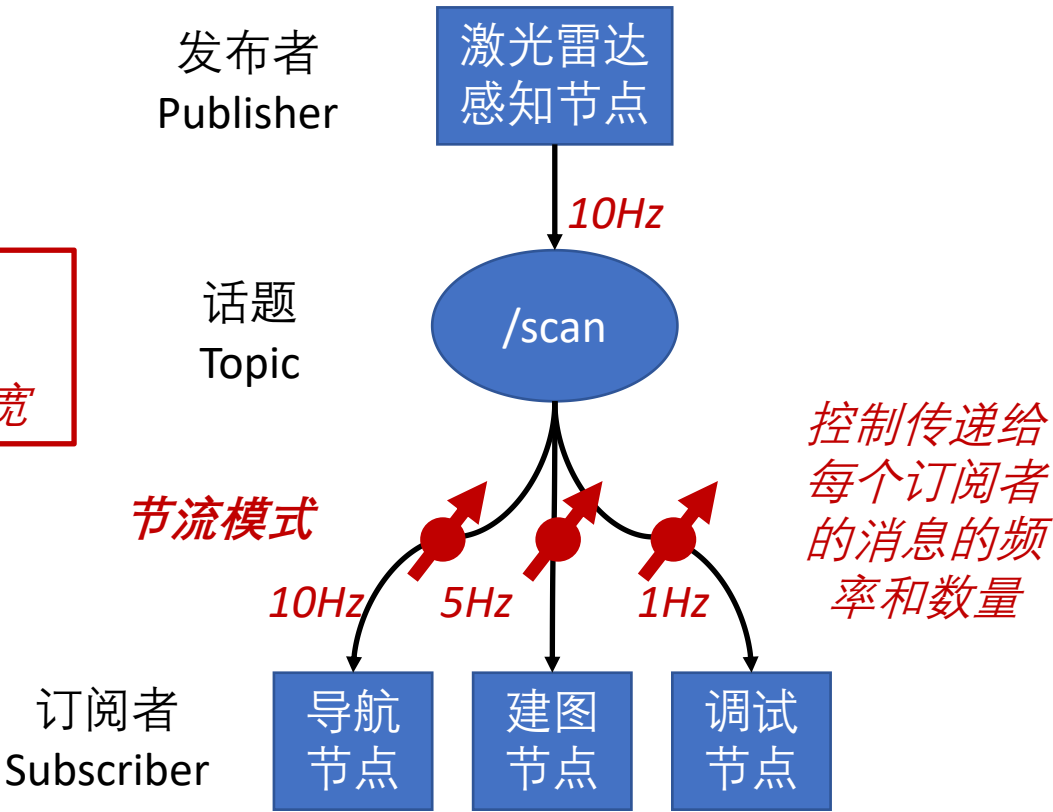 发布者
Publisher
激光雷达
感知节点
10Hz
话题
Topic
/scan
宽
节流模式
控制传递给
每个订阅者
的消息的频
率和数量
10Hz
5Hz
1Hz
订阅者
Subscriber
导航
节点
建图
节点
调试
节点